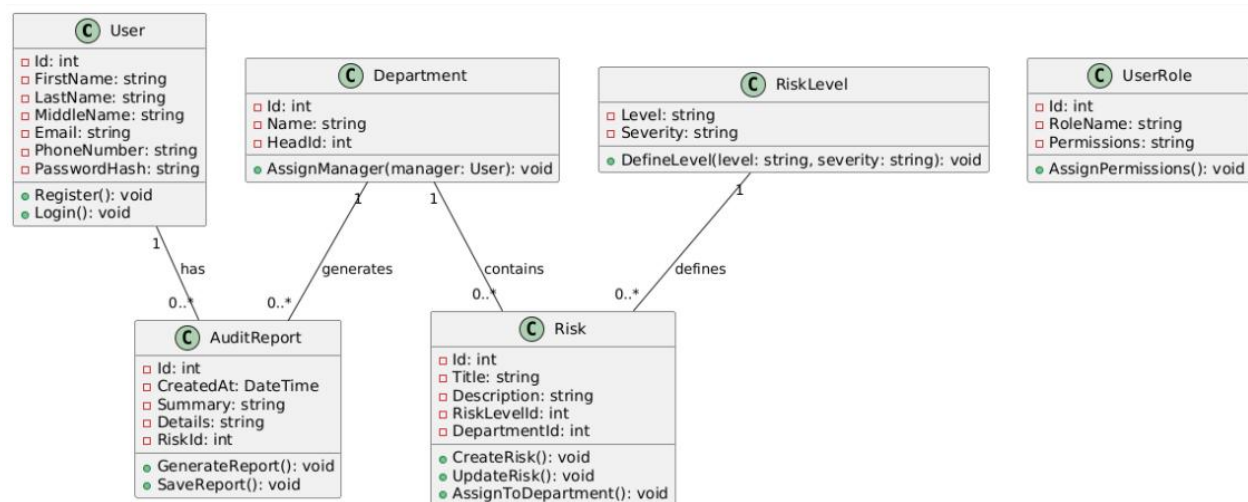 C User
Id: int
FirstName: string
LastName: string
MiddleName: string
Email: string
PhoneNumber: string
PasswordHash: string
Register(): void
Login(): void
C Department
Id: int
Name: string
HeadId: int
AssignManager(manager: User): void
C RiskLevel
Level: string
Severity: string
DefineLevel(level: string, severity: string): void
C UserRole
Id: int
RoleName: string
Permissions: string
AssignPermissions(): void
1
has
0..*
1
generates
0..*
1
contains
0..*
1
defines
0..*
C AuditReport
Id: int
CreatedAt: DateTime
Summary: string
Details: string
RiskId: int
GenerateReport(): void
SaveReport(): void
C Risk
Id: int
Title: string
Description: string
RiskLevelId: int
DepartmentId: int
CreateRisk(): void
UpdateRisk(): void
AssignToDepartment(): void